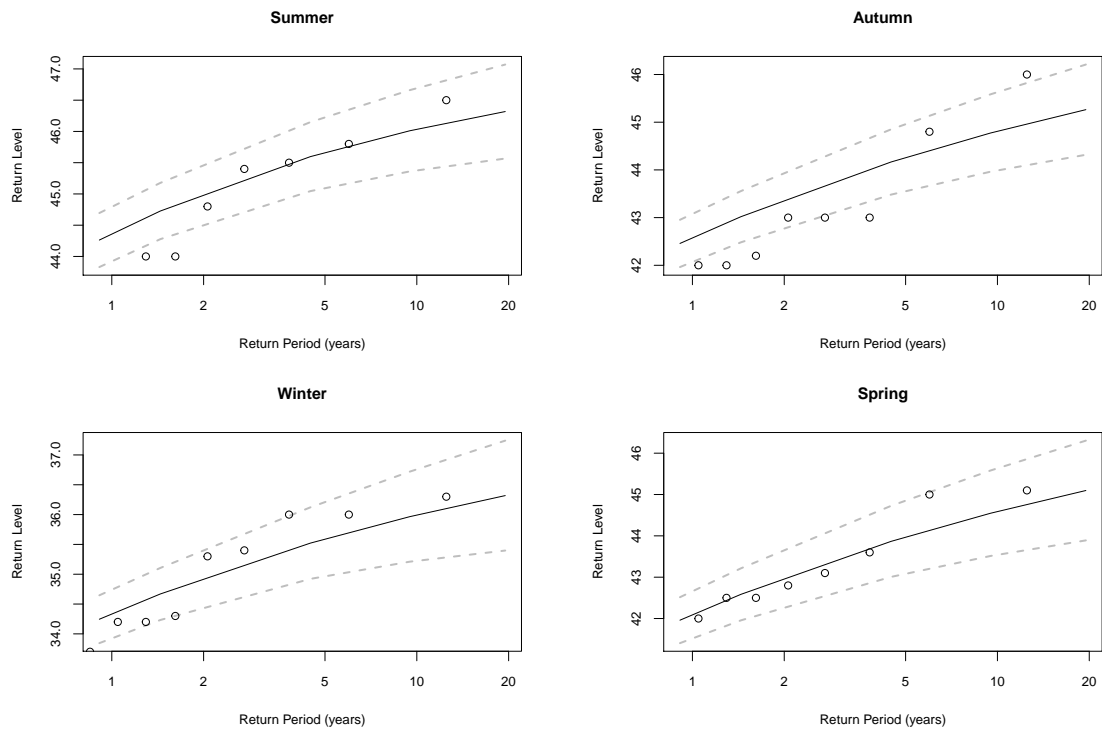 Summer
Return Level
47.0
46.0
45.0
44.0
1 2 5 10 20
Return Period (years)
Autumn
Return Level
46
45
44
43
42
1 2 5 10 20
Return Period (years)
Winter
Return Level
37.0
36.0
35.0
34.0
1 2 5 10 20
Return Period (years)
Spring
Return Level
46
45
44
43
42
1 2 5 10 20
Return Period (years)